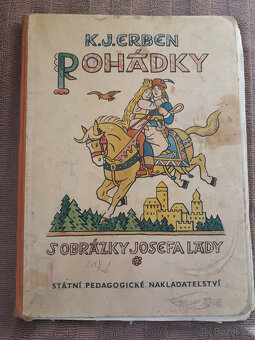 K.J.ERBEN
POHÁDKY
S OBRÁZKY JOSEFA LADY
STÁTNÍ PEDAGOGICKÉ NAKLADATELSTVÍ